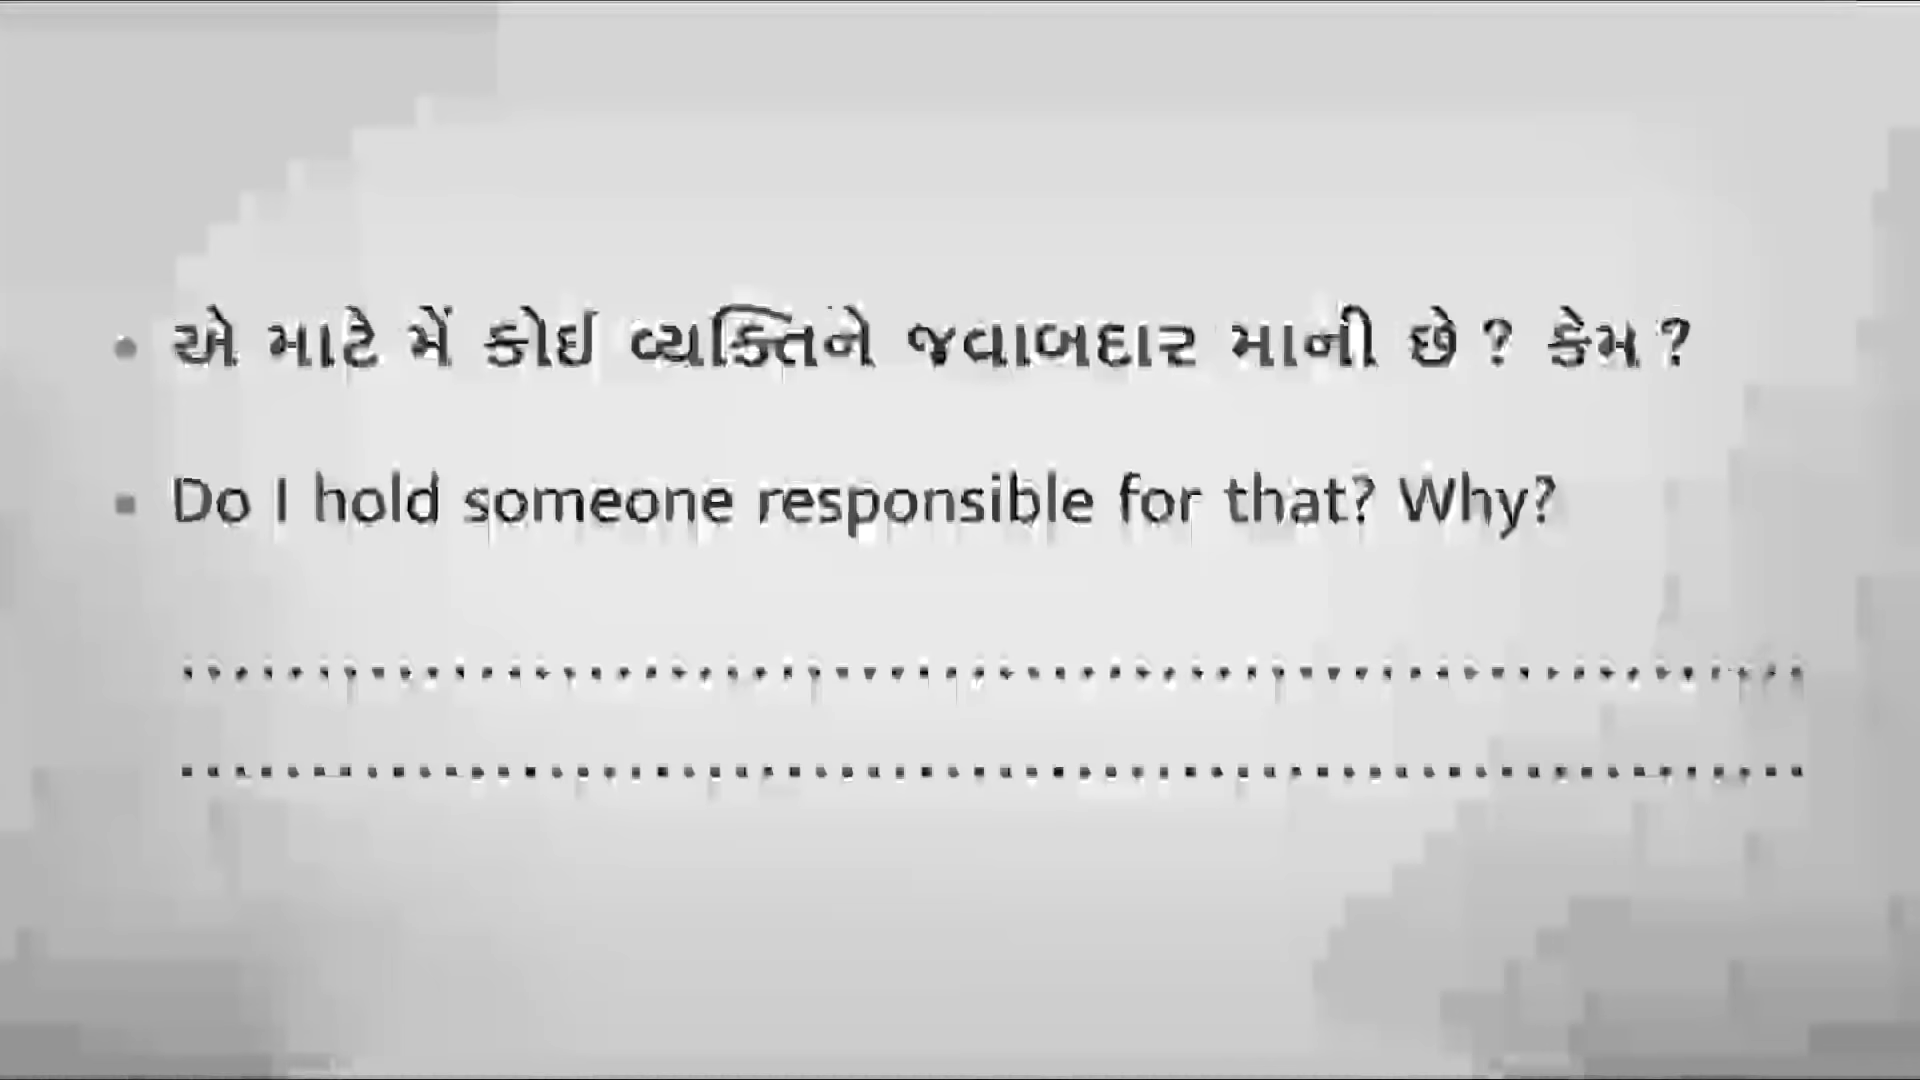 • એ માટે મેં કોઈ વ્યક્તિને જવાબદાર માની છે ? કેમ ?
▪ Do I hold someone responsible for that? Why?
............................................................
..............................................................